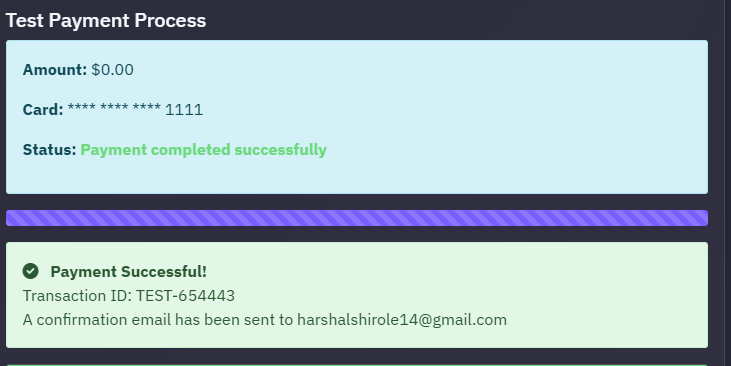 Test Payment Process
Amount: $0.00
Card: **** **** **** 1111
Status: Payment completed successfully
Payment Successful!
Transaction ID: TEST-654443
A confirmation email has been sent to harshalshirole14@gmail.com